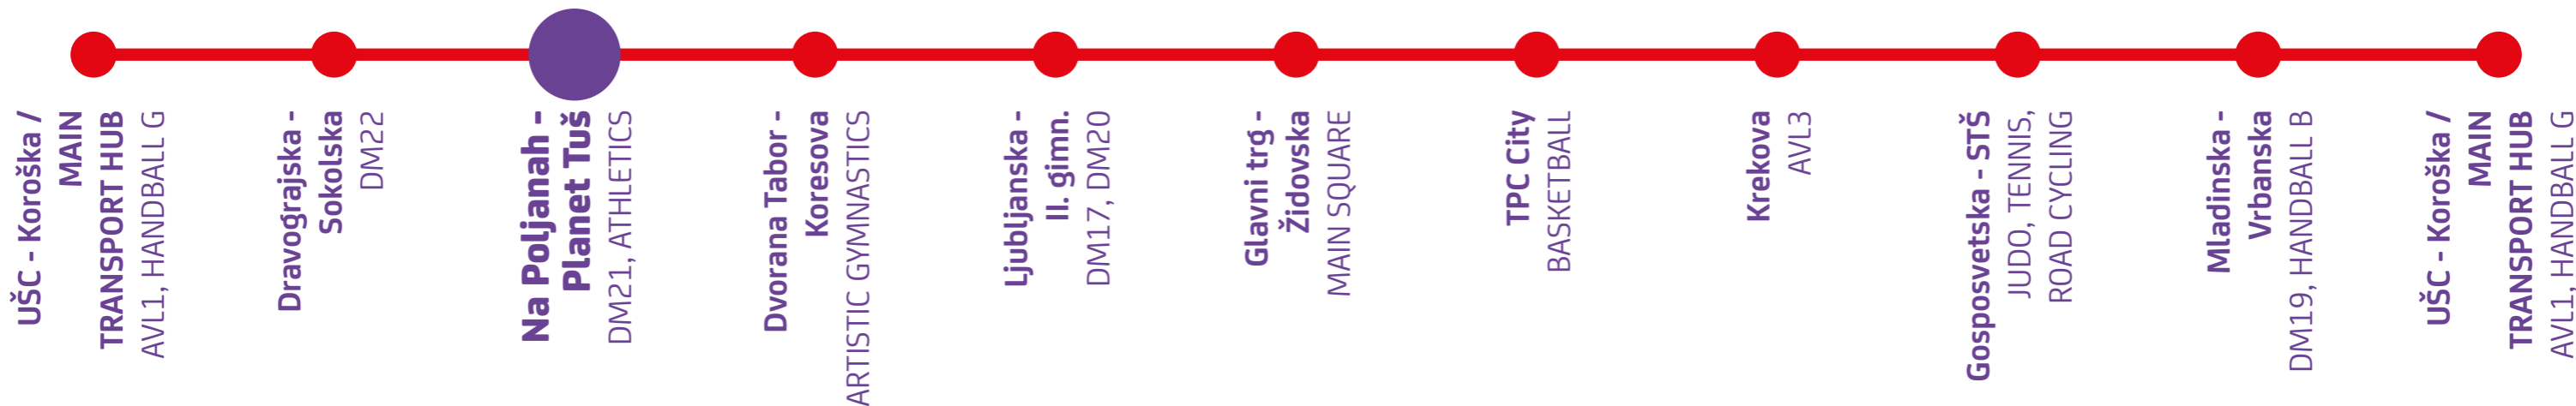 UŠC - Koroška /
MAIN
TRANSPORT HUB
AVL1, HANDBALL G
Dravograjska -
Sokolska
DM22
Na Poljanah -
Planet Tuš
DM21, ATHLETICS
Dvorana Tabor -
Koresova
ARTISTIC GYMNASTICS
Ljubljanska -
II. gimn.
DM17, DM20
Glavni trg -
Židovska
MAIN SQUARE
TPC City
BASKETBALL
Krekova
AVL3
Gosposvetska - STŠ
JUDO, TENNIS,
ROAD CYCLING
Mladinska -
Vrbanska
DM19, HANDBALL B
UŠC - Koroška /
MAIN
TRANSPORT HUB
AVL1, HANDBALL G